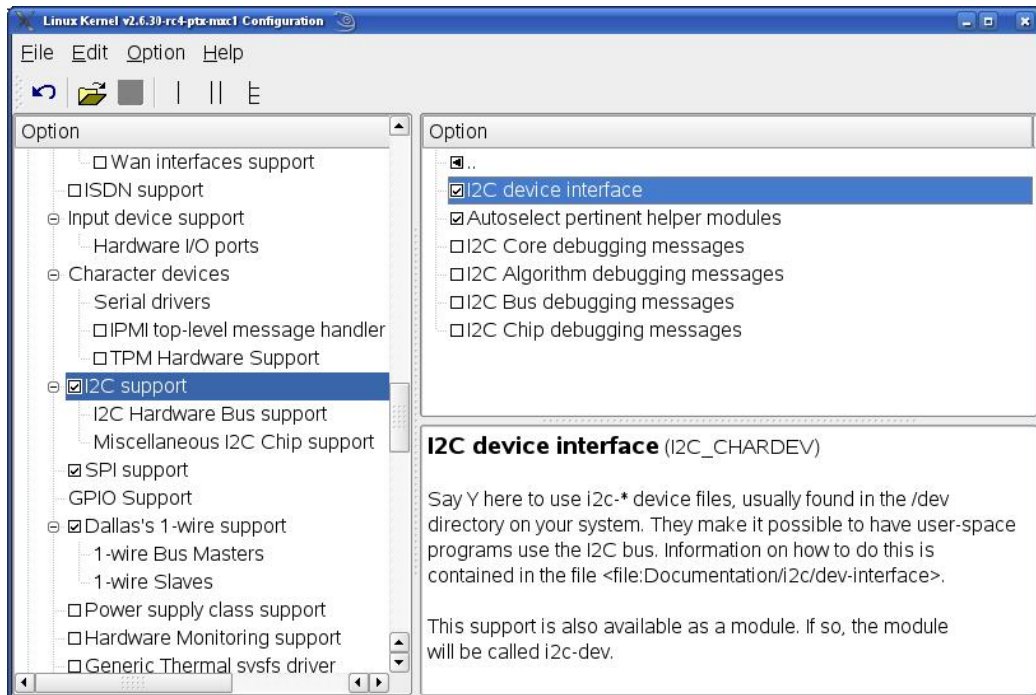 Linux Kernel v2.6.30-rc4-ptx-mxc1 Configuration
File Edit Option Help
Option
Wan interfaces support
ISDN support
Input device support
Hardware I/O ports
Character devices
Serial drivers
IPMI top-level message handler
TPM Hardware Support
I2C support
I2C Hardware Bus support
Miscellaneous I2C Chip support
SPI support
GPIO Support
Dallas's 1-wire support
1-wire Bus Masters
1-wire Slaves
Power supply class support
Hardware Monitoring support
Generic Thermal sysfs driver
Option
..
I2C device interface
Autoselect pertinent helper modules
I2C Core debugging messages
I2C Algorithm debugging messages
I2C Bus debugging messages
I2C Chip debugging messages
I2C device interface (I2C_CHARDEV)
Say Y here to use i2c-* device files, usually found in the /dev
directory on your system. They make it possible to have user-space
programs use the I2C bus. Information on how to do this is
contained in the file <file:Documentation/i2c/dev-interface>.
This support is also available as a module. If so, the module
will be called i2c-dev.